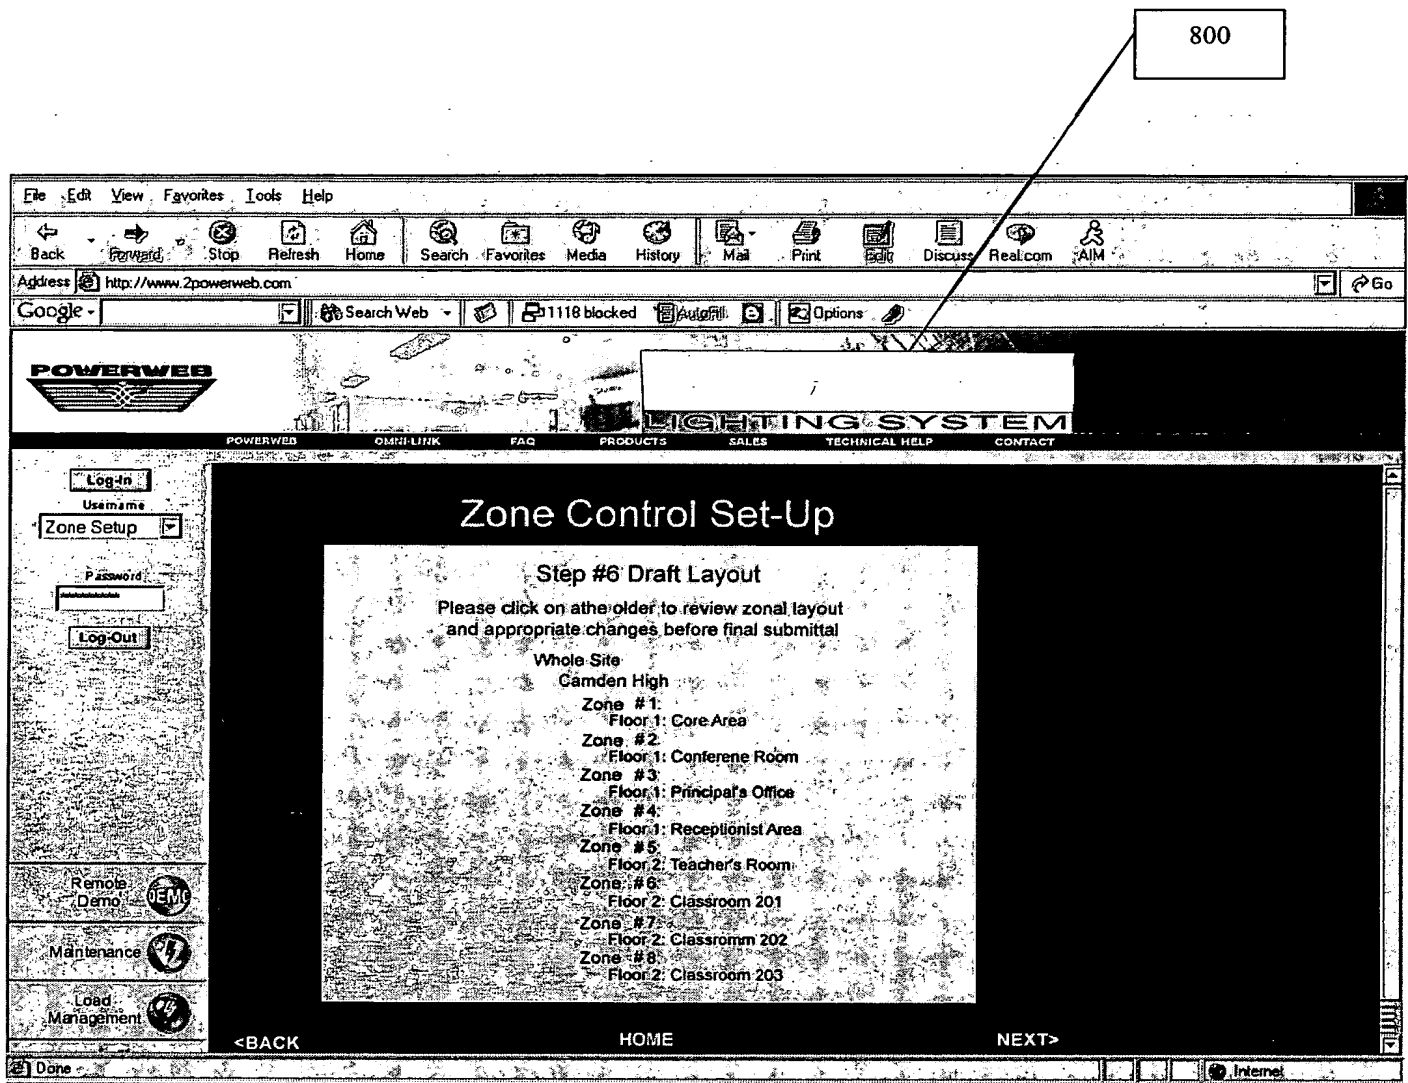 800
File Edit View Favorites Tools Help
Back Forward Stop Refresh Home Search Favorites Media History Mail Print Edit Discuss Real.com AIM
Address http://www.2powerweb.com Go
Google Search Web 1118 blocked AutoFill Options
POWERWEB
LIGHTING SYSTEM
POWERWEB OMNI-LINK FAQ PRODUCTS SALES TECHNICAL HELP CONTACT
Log-In
Username
Zone Setup
Password
**********
Log-Out
Zone Control Set-Up
Step #6 Draft Layout
Please click on athe older to review zonal layout
and appropriate changes before final submittal
Whole Site
Camden High
Zone #1:
Floor 1: Core Area
Zone #2:
Floor 1: Conferene Room
Zone #3:
Floor 1: Principal's Office
Zone #4:
Floor 1: Receptionist Area
Zone #5:
Floor 2: Teacher's Room
Zone #6:
Floor 2: Classroom 201
Zone #7:
Floor 2: Classromm 202
Zone #8:
Floor 2: Classroom 203
Remote
Demo DEMO
Maintenance
Load
Management
<BACK HOME NEXT>
Done Internet